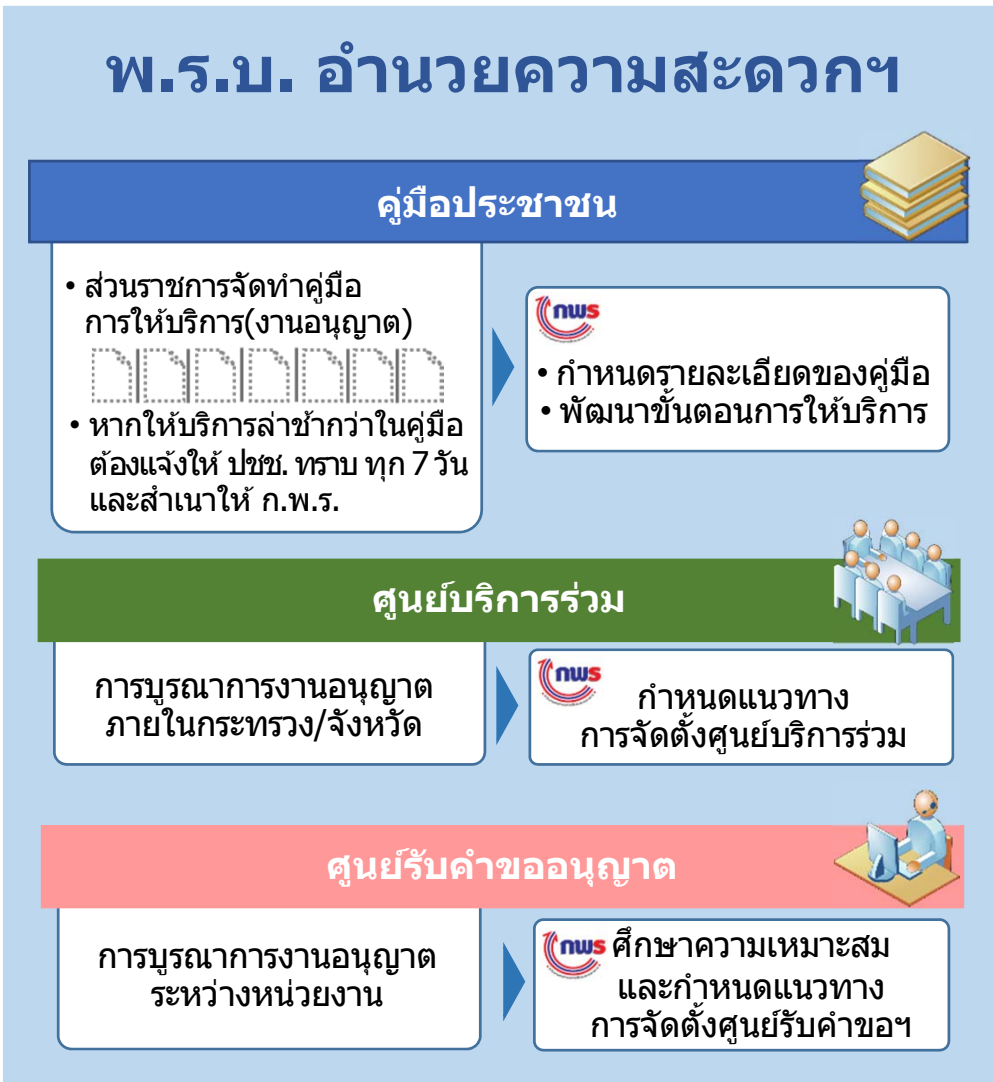 พ.ร.บ. อำนวยความสะดวกฯ
คู่มือประชาชน
• ส่วนราชการจัดทำคู่มือ
การให้บริการ(งานอนุญาต)
• หากให้บริการล่าช้ากว่าในคู่มือ
ต้องแจ้งให้ ปชช. ทราบ ทุก 7 วัน
และสำเนาให้ ก.พ.ร.
กพร
• กำหนดรายละเอียดของคู่มือ
• พัฒนาขั้นตอนการให้บริการ
ศูนย์บริการร่วม
การบูรณาการงานอนุญาต
ภายในกระทรวง/จังหวัด
กพร
กำหนดแนวทาง
การจัดตั้งศูนย์บริการร่วม
ศูนย์รับคำขออนุญาต
การบูรณาการงานอนุญาต
ระหว่างหน่วยงาน
กพร ศึกษาความเหมาะสม
และกำหนดแนวทาง
การจัดตั้งศูนย์รับคำขอฯ